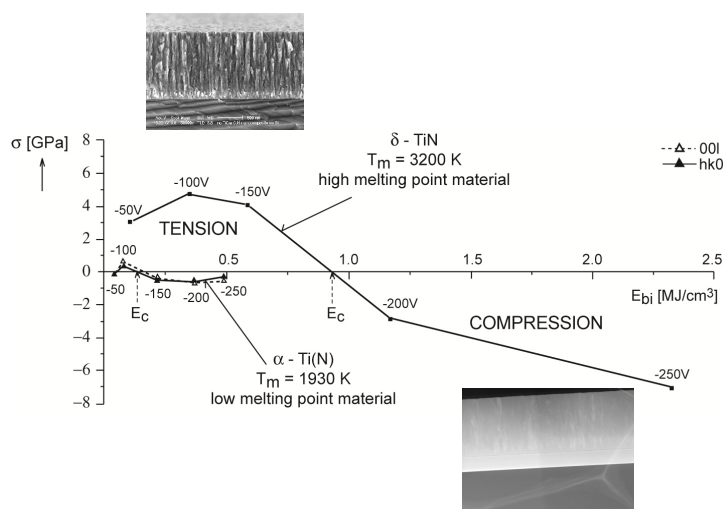 σ [GPa]
8
6
4
2
0
−2
−4
−6
−8
δ - TiN
Tm = 3200 K
high melting point material
00l
hk0
-50V
-100V
-150V
TENSION
-100
-50
-150
-200
-250
0.5
1.0
1.5
2.0
2.5
Ebi [MJ/cm³]
Ec
Ec
-200V
COMPRESSION
-250V
α - Ti(N)
Tm = 1930 K
low melting point material